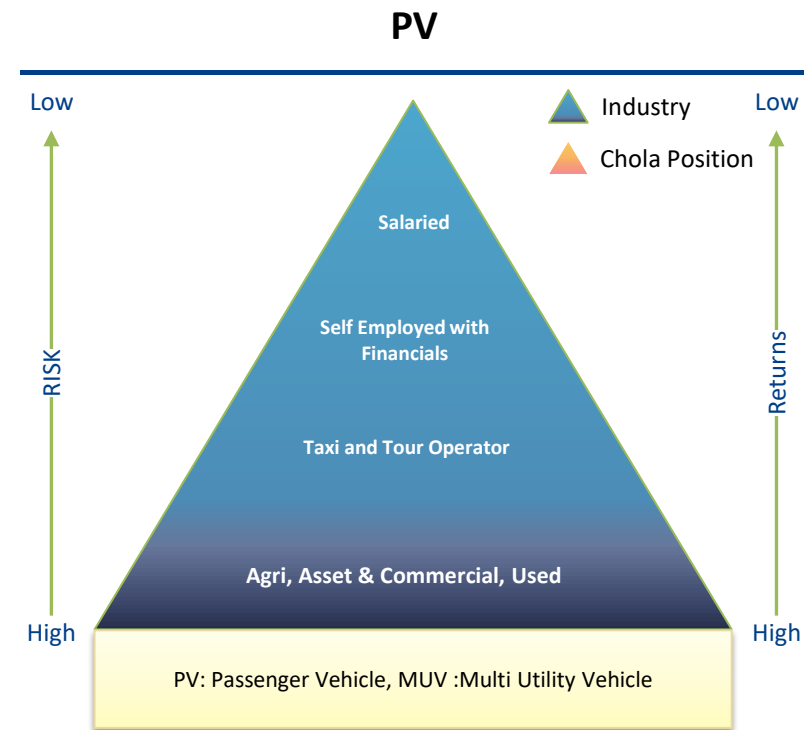 PV
Low
Low
Industry
Chola Position
Salaried
Self Employed with
Financials
RISK
Returns
Taxi and Tour Operator
Agri, Asset & Commercial, Used
High
High
PV: Passenger Vehicle, MUV :Multi Utility Vehicle